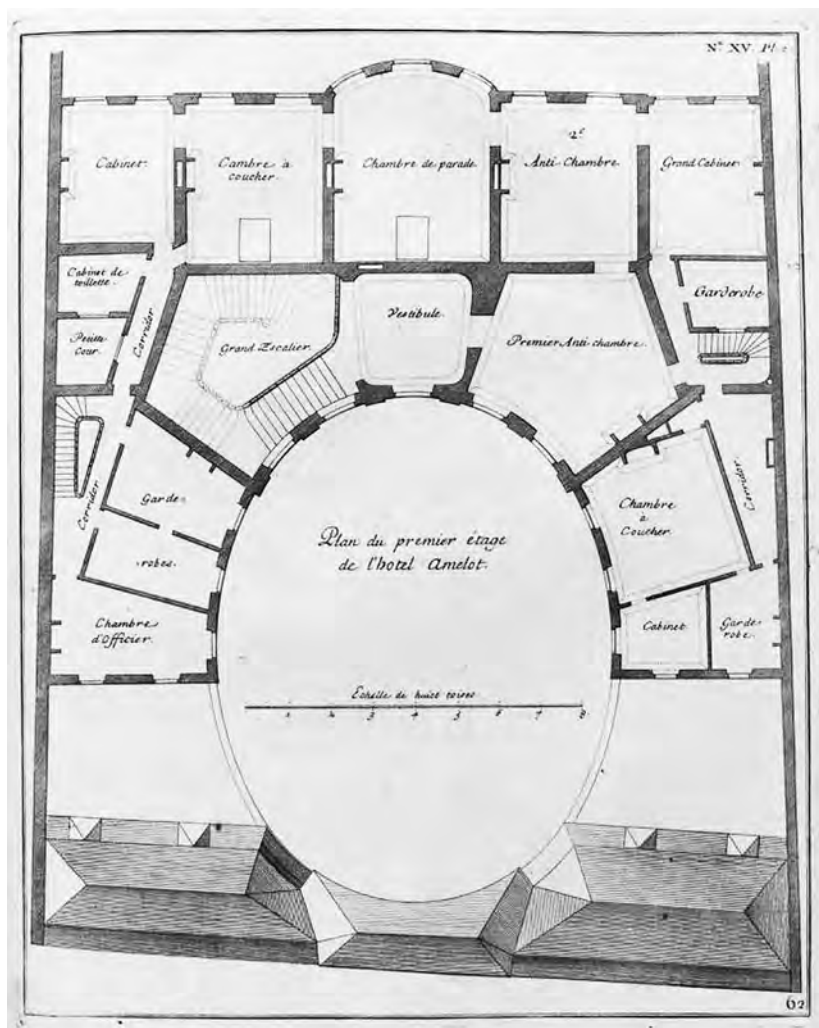 N.º XV. Pl. 2
Cabinet.
Cambre à
coucher.
Chambre de parade.
2.e
Anti-Chambre
Grand Cabinet
Cabinet de
toillette.
Petitte
Cour.
Corridor
Grand Escalier.
Vestibule.
Premier Anti chambre.
Garderobe
Corridor
Garde
robes.
Chambre
d'Officier.
Plan du premier étage
de l'hotel Amelot.
Chambre
à
Coucher
Corridor
Cabinet
Garde
robe.
Echelle de huit toises
1 2 3 4 5 6 7 8
62